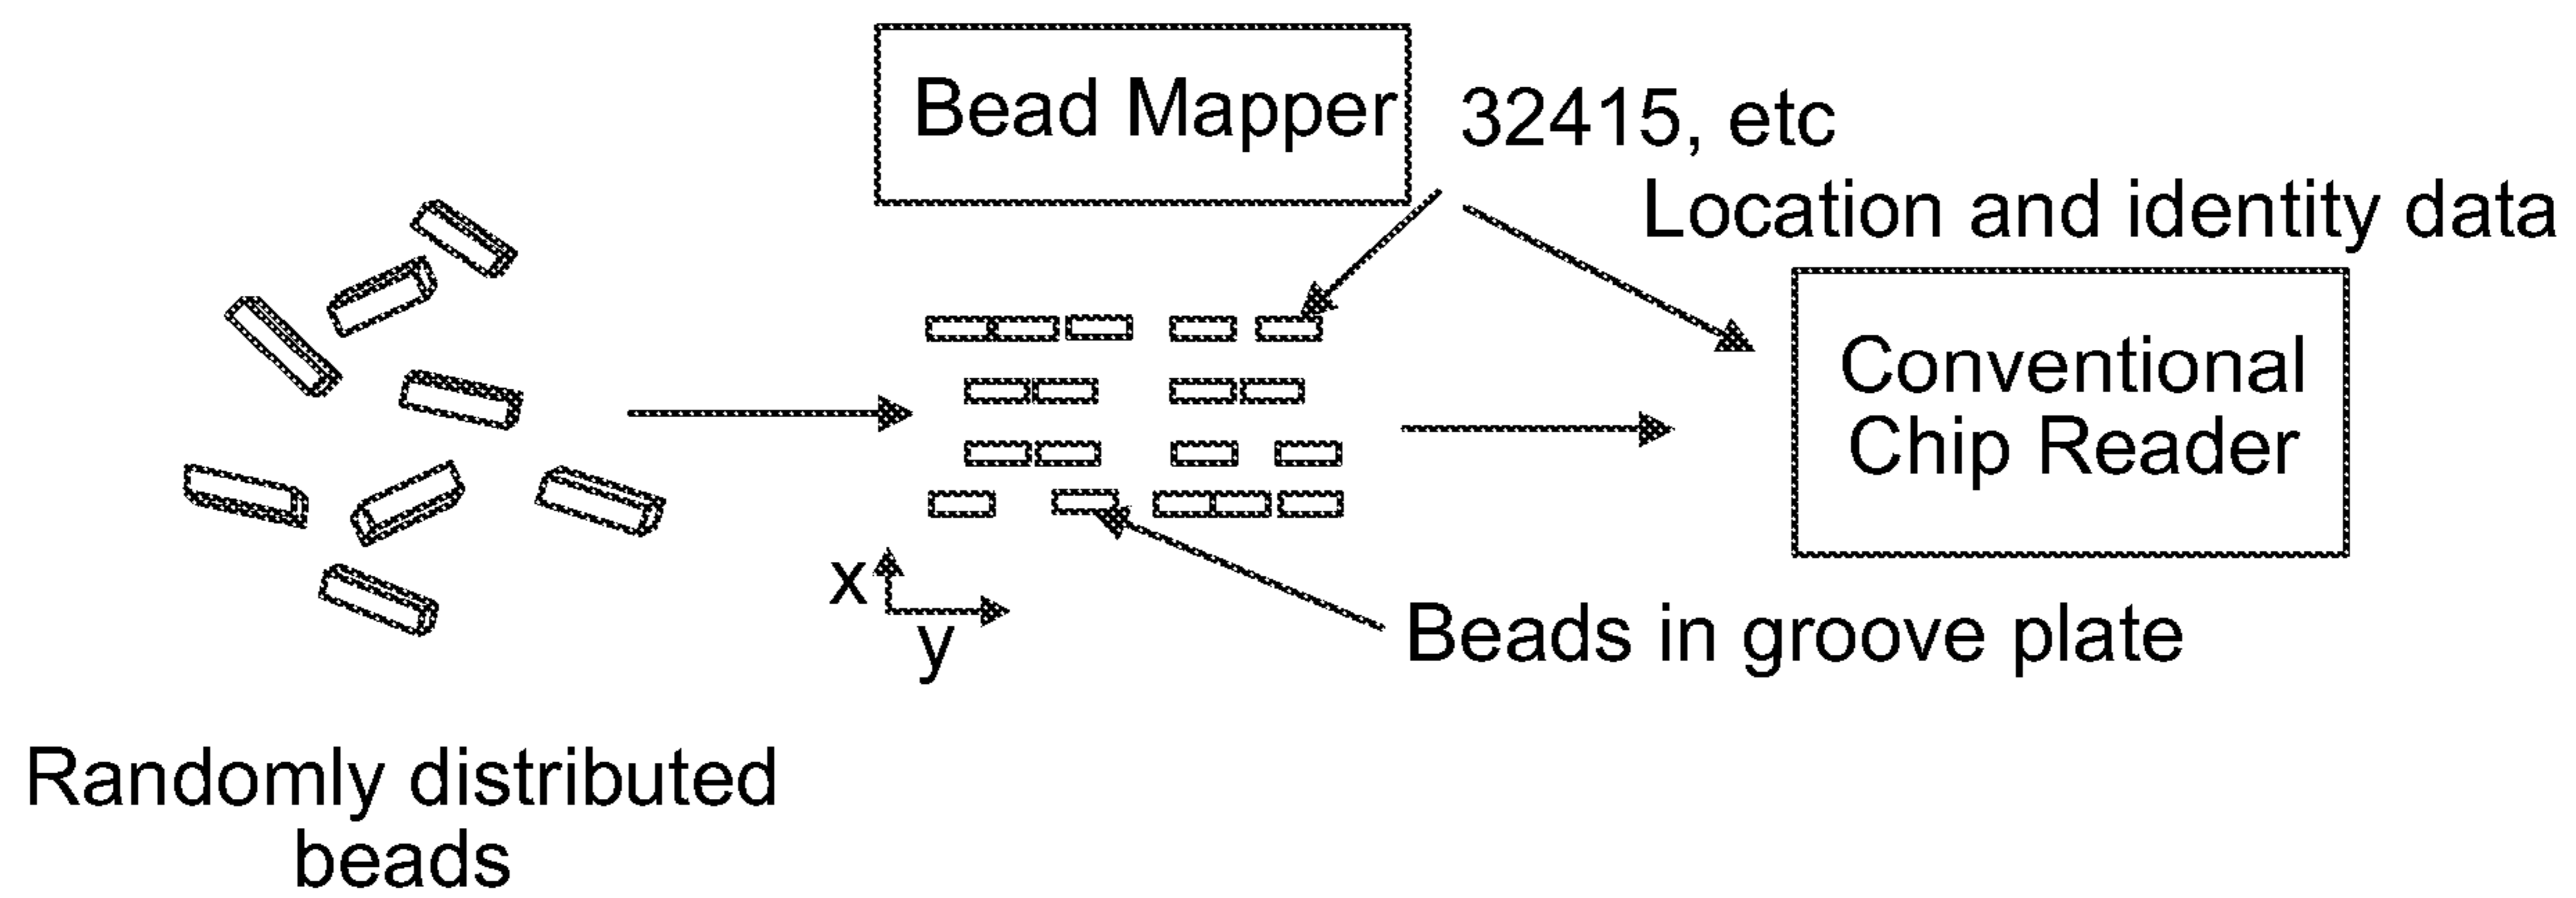 Bead Mapper
32415, etc
Location and identity data
Conventional
Chip Reader
x
y
Beads in groove plate
Randomly distributed
beads